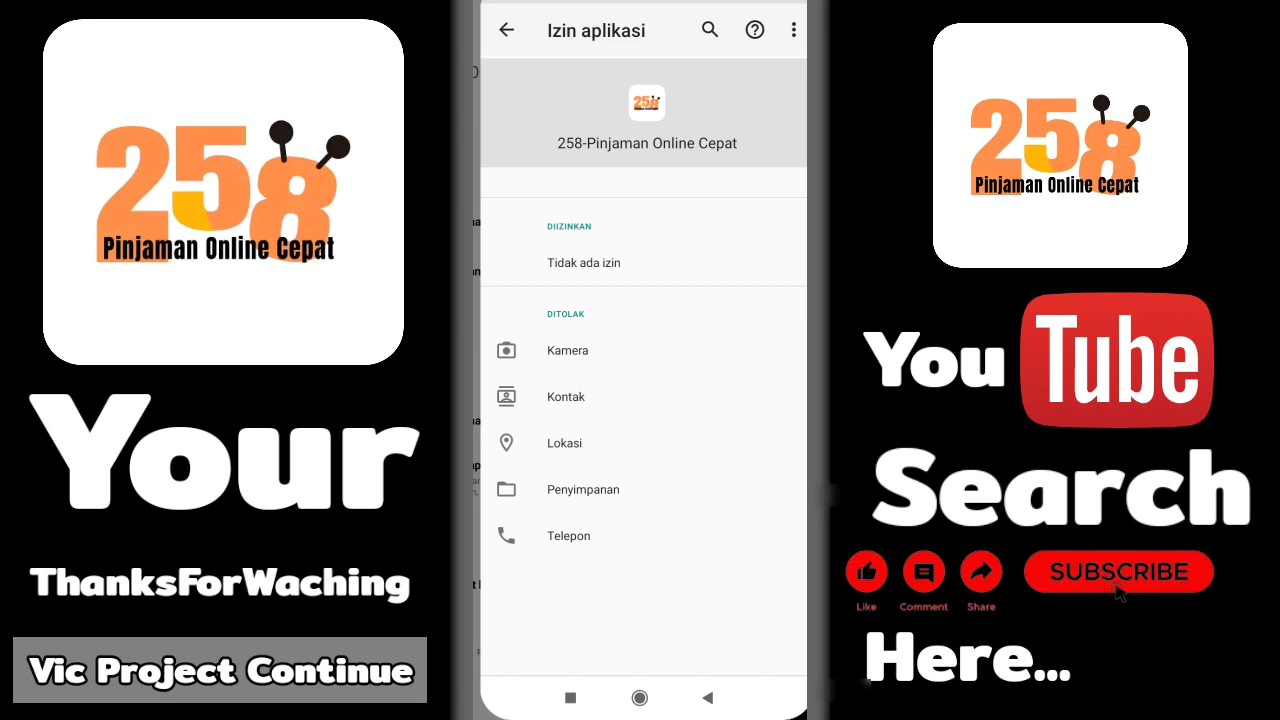 258
Pinjaman Online Cepat
Your
ThanksForWaching
Vic Project Continue
Izin aplikasi
258
258-Pinjaman Online Cepat
DIIZINKAN
Tidak ada izin
DITOLAK
Kamera
Kontak
Lokasi
Penyimpanan
Telepon
258
Pinjaman Online Cepat
You Tube
Search
SUBSCRIBE
Like Comment Share
Here...